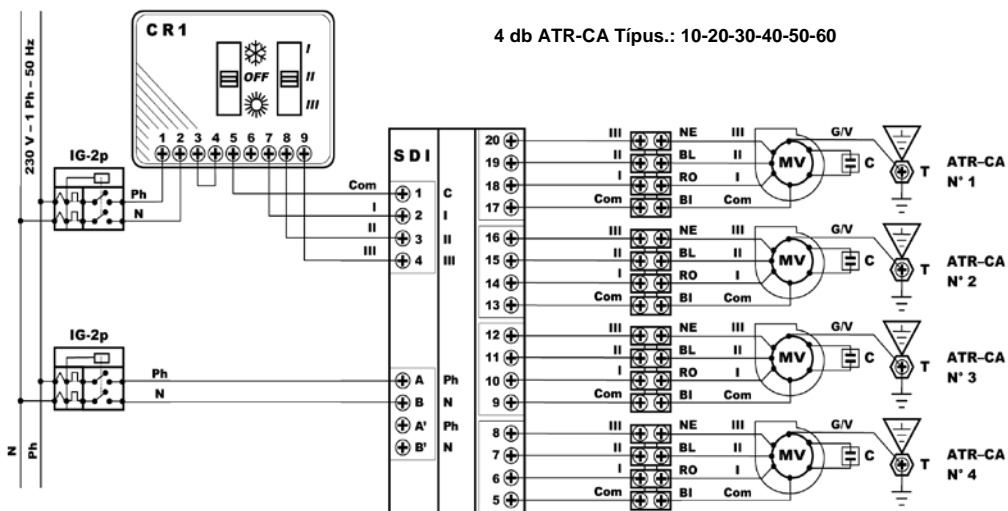 4 db ATR-CA Típus.: 10-20-30-40-50-60
CR1
I
OFF
II
III
1 2 3 4 5 6 7 8 9
230 V – 1 Ph – 50 Hz
IG-2p
Ph
N
SDI
Com 1 C
I 2 I
II 3 II
III 4 III
IG-2p
Ph A Ph
N B N
A' Ph
B' N
N
Ph
20 III NE III G/V
19 II BL II MV C
18 I RO I T
17 Com BI Com
ATR–CA
N° 1
16 III NE III G/V
15 II BL II MV C
14 I RO I T
13 Com BI Com
ATR–CA
N° 2
12 III NE III G/V
11 II BL II MV C
10 I RO I T
9 Com BI Com
ATR–CA
N° 3
8 III NE III G/V
7 II BL II MV C
6 I RO I T
5 Com BI Com
ATR–CA
N° 4